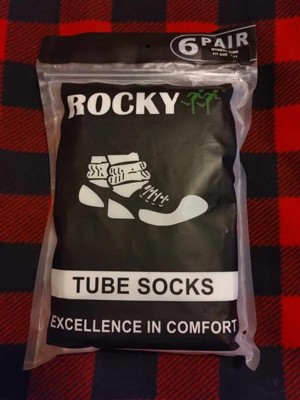 6 PAIR
ROCKY
TUBE SOCKS
EXCELLENCE IN COMFORT